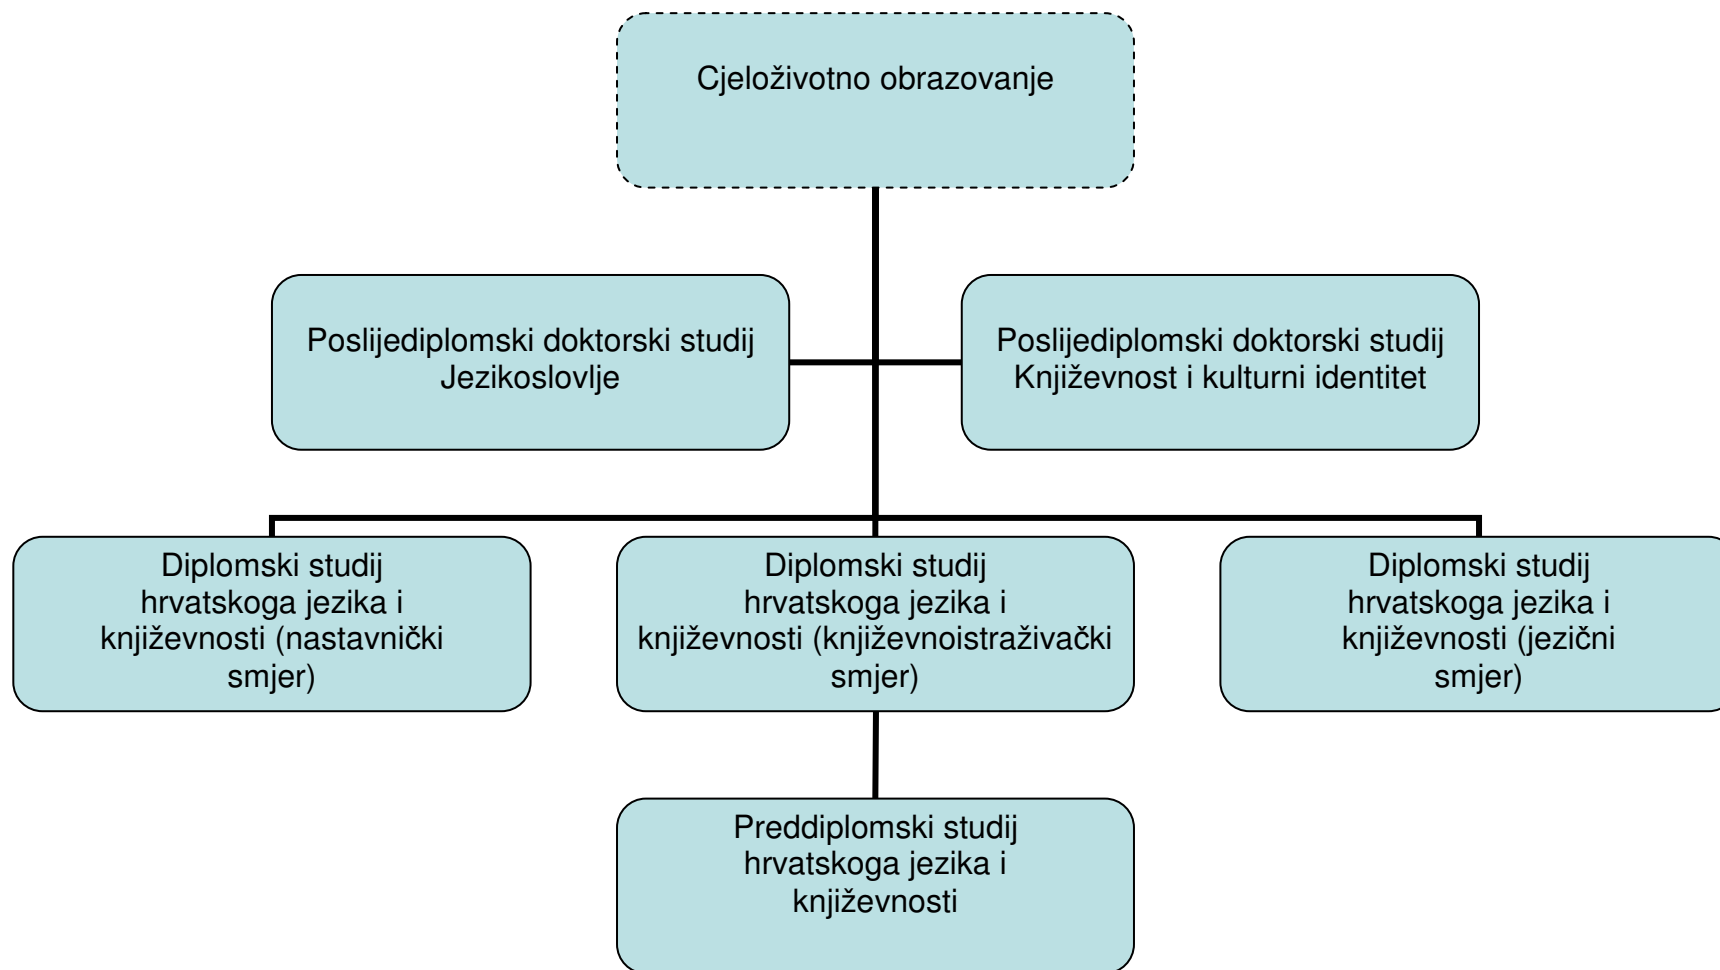 Cjeloživotno obrazovanje
Poslijediplomski doktorski studij
Jezikoslovlje
Poslijediplomski doktorski studij
Književnost i kulturni identitet
Diplomski studij
hrvatskoga jezika i
književnosti (nastavnički
smjer)
Diplomski studij
hrvatskoga jezika i
književnosti (književnoistraživački
smjer)
Diplomski studij
hrvatskoga jezika i
književnosti (jezični
smjer)
Preddiplomski studij
hrvatskoga jezika i
književnosti